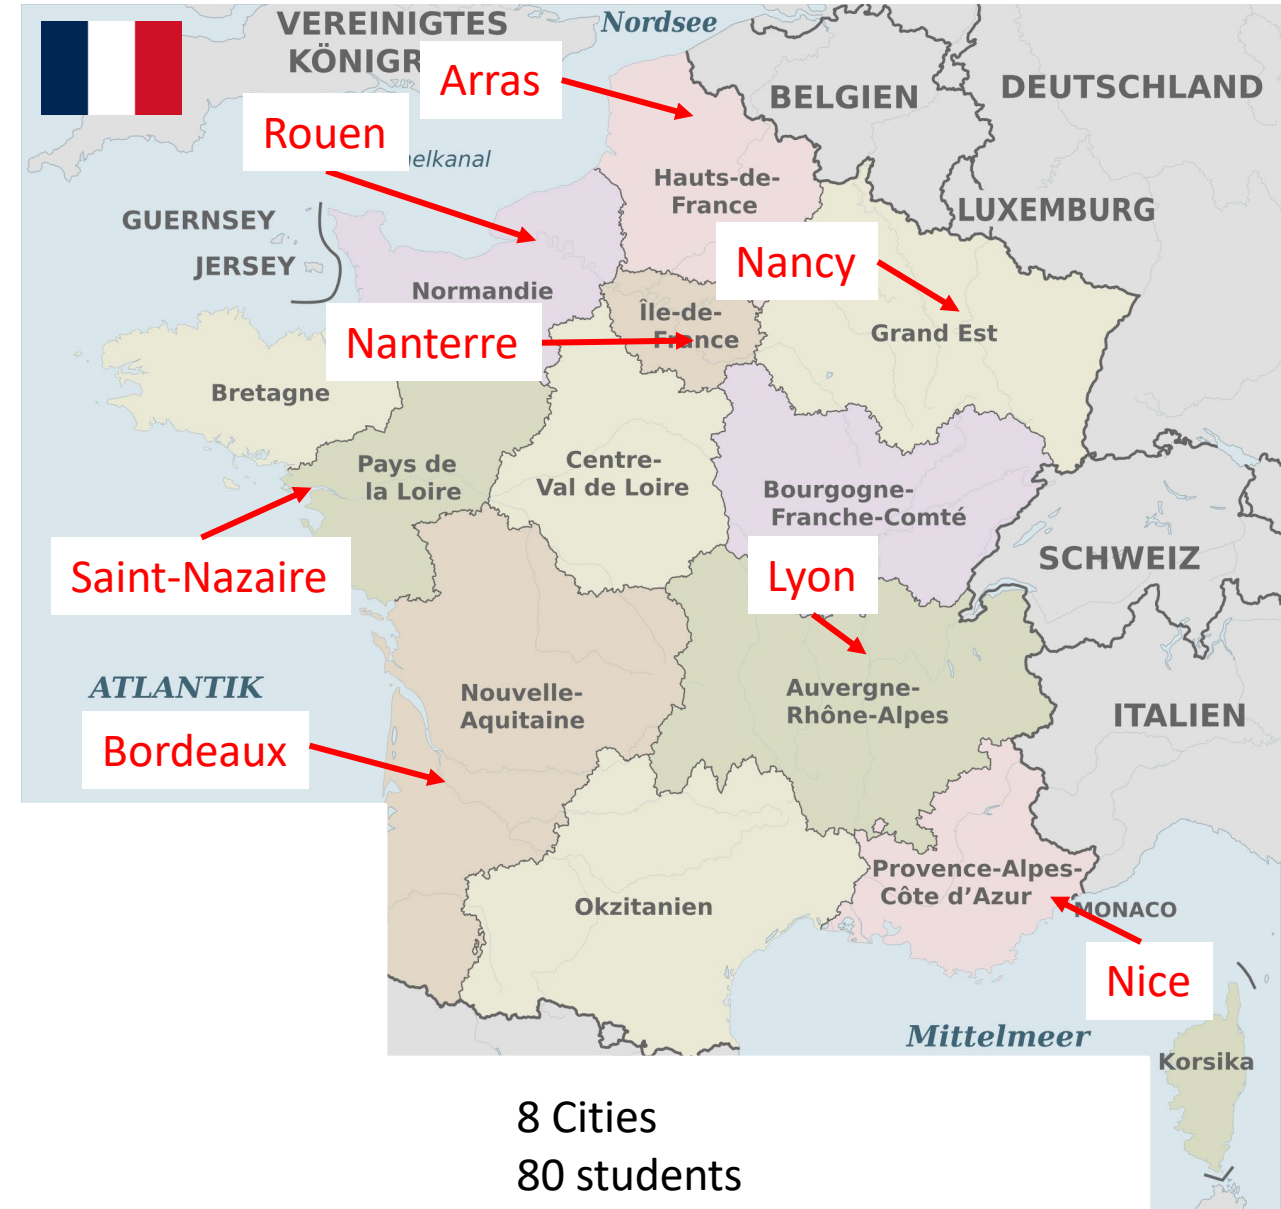 VEREINIGTES
Nordsee
Arras
BELGIEN
DEUTSCHLAND
Rouen
Hauts-de-
France
GUERNSEY
LUXEMBURG
JERSEY
Nancy
Normandie
Île-de-
France
Nanterre
Grand Est
Bretagne
Pays de
la Loire
Centre-
Val de Loire
Bourgogne-
Franche-Comté
SCHWEIZ
Saint-Nazaire
Lyon
ATLANTIK
Nouvelle-
Aquitaine
Auvergne-
Rhône-Alpes
ITALIEN
Bordeaux
Provence-Alpes-
Côte d’Azur
Okzitanien
MONACO
Nice
Mittelmeer
Korsika
8 Cities
80 students